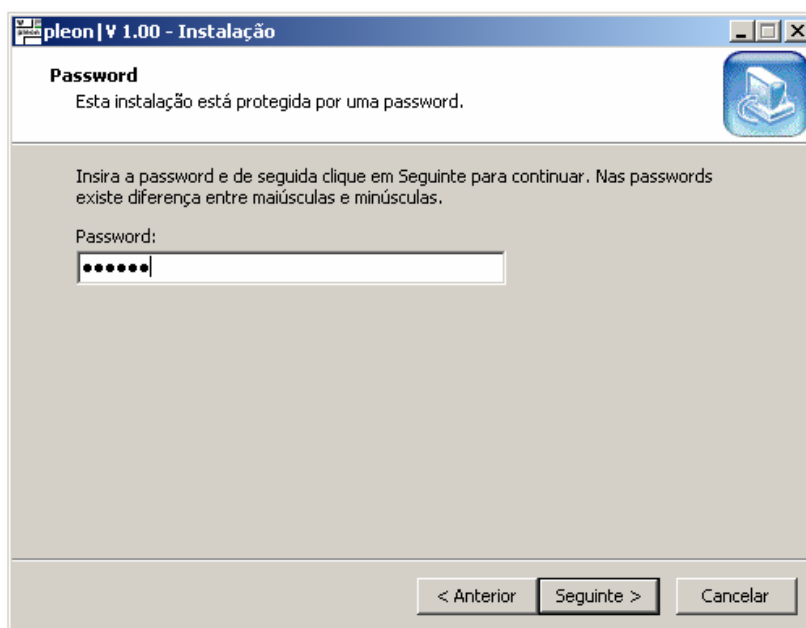 pleon|V 1.00 - Instalação
Password
Esta instalação está protegida por uma password.
Insira a password e de seguida clique em Seguinte para continuar. Nas passwords
existe diferença entre maiúsculas e minúsculas.
Password:
••••••
< Anterior
Seguinte >
Cancelar